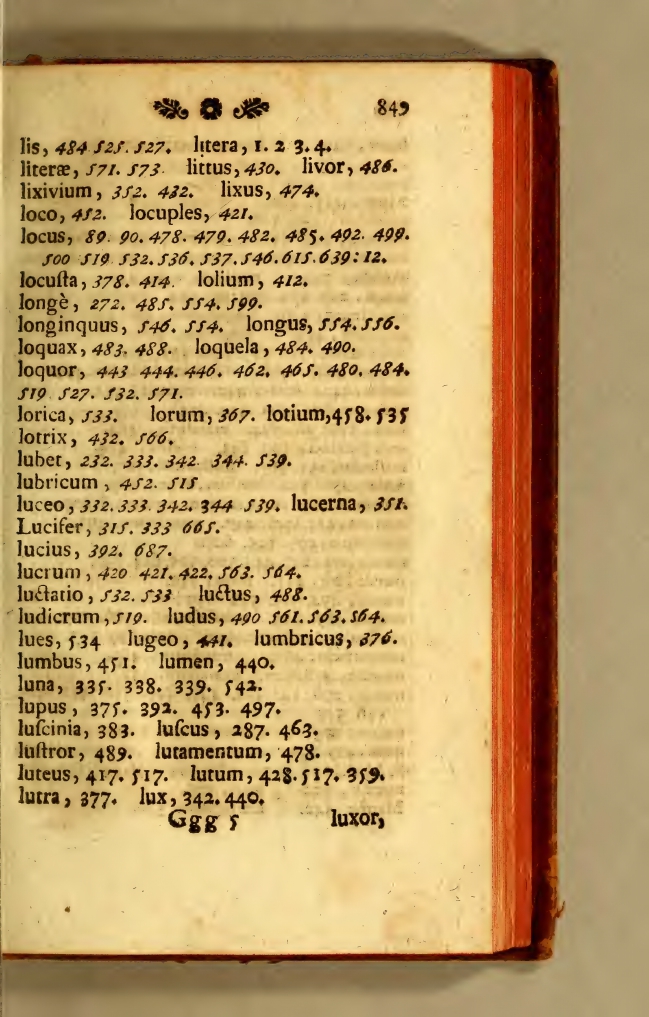 849
lis, 484 525. 527. litera, 1. 2 3. 4.
literæ, 571. 573 littus, 430. livor, 486.
lixivium, 352. 432. lixus, 474.
loco, 452. locuples, 421.
locus, 89. 90. 478. 479. 482. 485. 492. 499.
500 519 532. 536. 537. 546. 615. 639: 12.
locuſta, 378. 414. lolium, 412.
longè, 272. 485. 554. 599.
longinquus, 546. 554. longus, 554. 556.
loquax, 483. 488. loquela, 484. 490.
loquor, 443 444. 446. 462. 465. 480. 484.
519 527. 532. 571.
lorica, 533. lorum, 367. lotium, 458. 535
lotrix, 432. 566.
lubet, 232. 333. 342. 344. 539.
lubricum, 452. 515
luceo, 332. 333. 342. 344 539. lucerna, 351.
Lucifer, 315. 333 665.
lucius, 392. 687.
lucrum, 420 421. 422. 563. 564.
luctatio, 532. 533 luctus, 488.
ludicrum, 519. ludus, 490 561. 563. 564.
lues, 534 lugeo, 441. lumbricus, 376.
lumbus, 451. lumen, 440.
luna, 335. 338. 339. 542.
lupus, 375. 392. 453. 497.
luſcinia, 383. luſcus, 287. 463.
luſtror, 489. lutamentum, 478.
luteus, 417. 517. lutum, 428. 517. 359.
lutra, 377. lux, 342. 440.
Ggg 5 luxor,